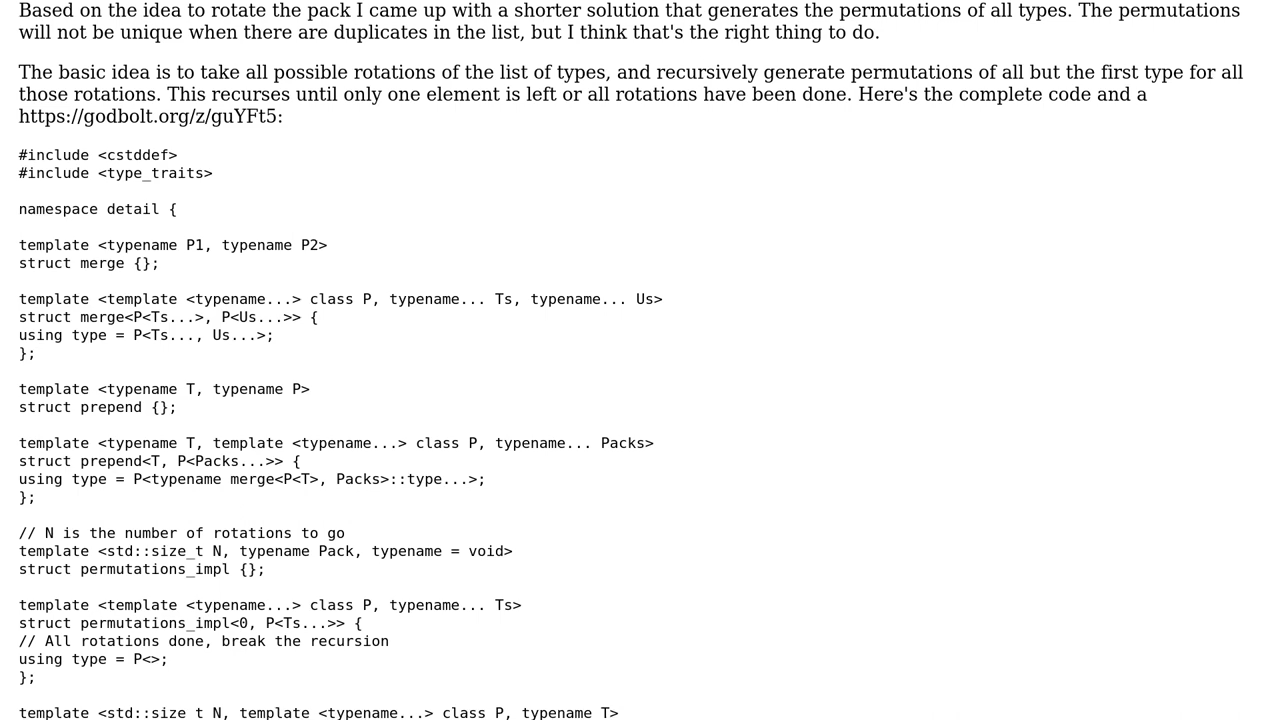 Based on the idea to rotate the pack I came up with a shorter solution that generates the permutations of all types. The permutations
will not be unique when there are duplicates in the list, but I think that's the right thing to do.
The basic idea is to take all possible rotations of the list of types, and recursively generate permutations of all but the first type for all
those rotations. This recurses until only one element is left or all rotations have been done. Here's the complete code and a
https://godbolt.org/z/guYFt5:
#include <cstddef>
#include <type_traits>
namespace detail {
template <typename P1, typename P2>
struct merge {};
template <template <typename...> class P, typename... Ts, typename... Us>
struct merge<P<Ts...>, P<Us...>> {
using type = P<Ts..., Us...>;
};
template <typename T, typename P>
struct prepend {};
template <typename T, template <typename...> class P, typename... Packs>
struct prepend<T, P<Packs...>> {
using type = P<typename merge<P<T>, Packs>::type...>;
};
// N is the number of rotations to go
template <std::size_t N, typename Pack, typename = void>
struct permutations_impl {};
template <template <typename...> class P, typename... Ts>
struct permutations_impl<0, P<Ts...>> {
// All rotations done, break the recursion
using type = P<>;
};
template <std::size_t N, template <typename...> class P, typename T>